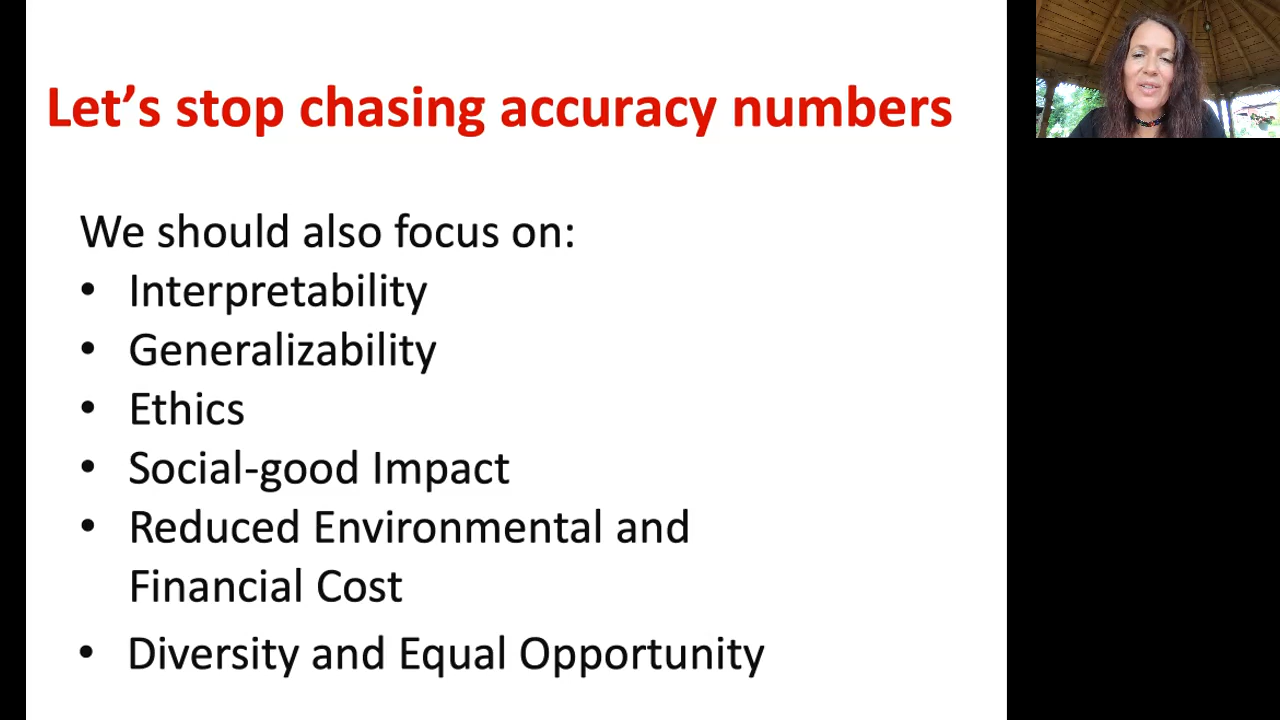 Let’s stop chasing accuracy numbers
We should also focus on:
• Interpretability
• Generalizability
• Ethics
• Social-good Impact
• Reduced Environmental and
Financial Cost
• Diversity and Equal Opportunity